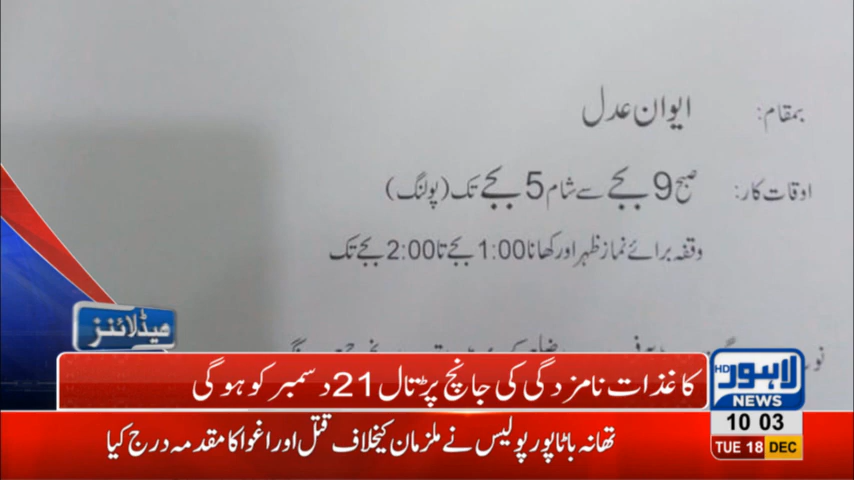 بمقام: ایوان عدل
اوقات کار: صبح 9 بجے سے شام 5 بجے تک (پولنگ)
وقفہ برائے نماز ظہر اور کھانا 1:00 بجے تا 2:00 بجے تک
ہیڈلائنز
کاغذات نامزدگی کی جانچ پڑتال 21 دسمبر کو ہوگی
تھانہ باٹاپور پولیس نے ملزمان کیخلاف قتل اور اغوا کا مقدمہ درج کیا
لاہور
HD
NEWS
10 03
TUE 18 DEC